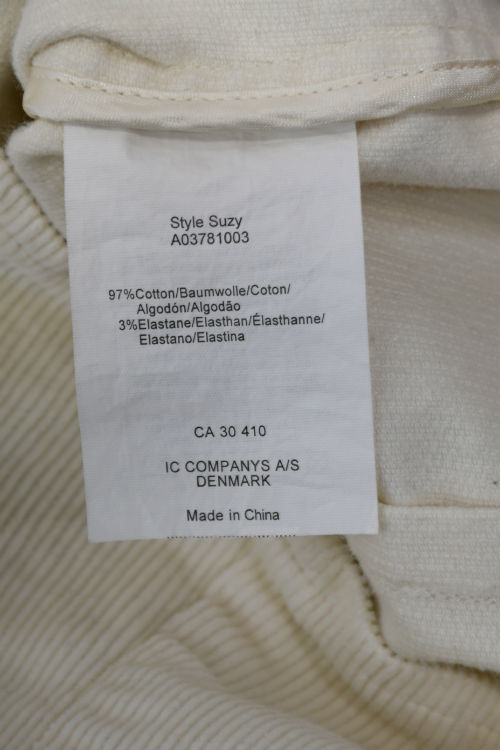 Style Suzy
A03781003
97%Cotton/Baumwolle/Coton/
Algodón/Algodão
3%Elastane/Elasthan/Élasthanne/
Elastano/Elastina
CA 30 410
IC COMPANYS A/S
DENMARK
Made in China